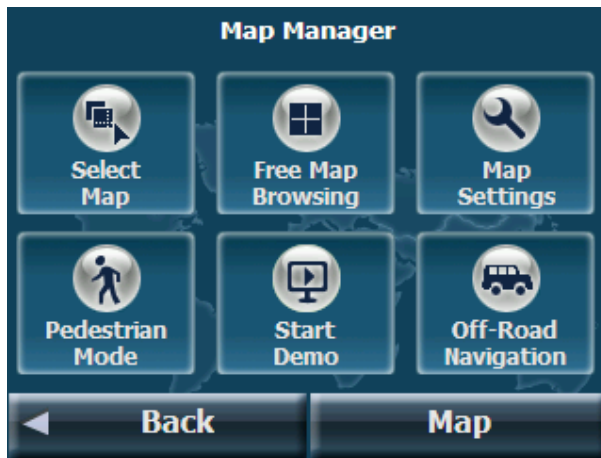 Map Manager
Select
Map
Free Map
Browsing
Map
Settings
Pedestrian
Mode
Start
Demo
Off-Road
Navigation
Back
Map